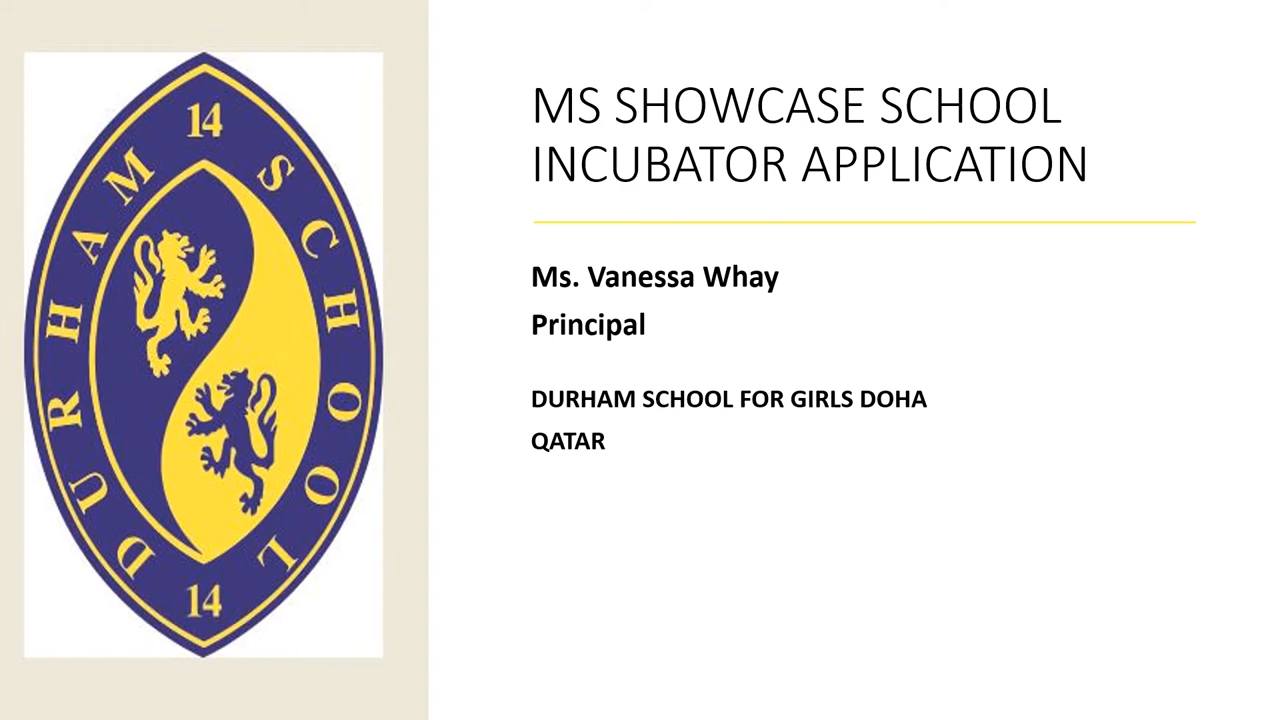 14
DURHAM SCHOOL
14
MS SHOWCASE SCHOOL
INCUBATOR APPLICATION
Ms. Vanessa Whay
Principal
DURHAM SCHOOL FOR GIRLS DOHA
QATAR